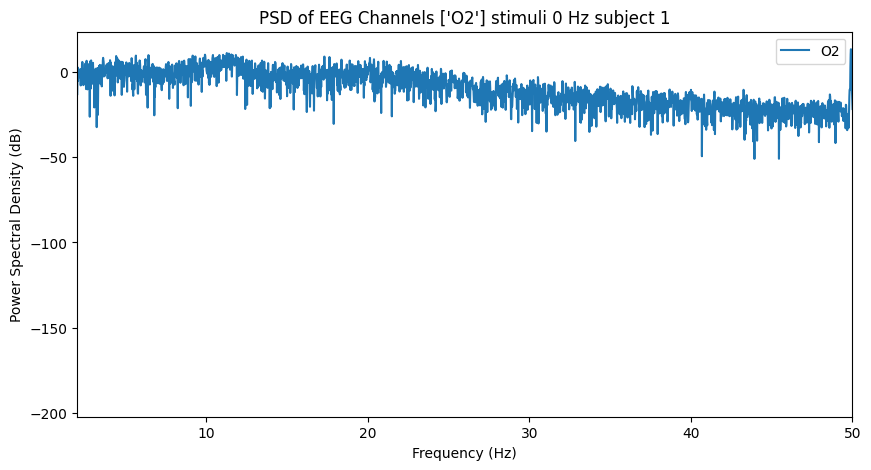 PSD of EEG Channels ['O2'] stimuli 0 Hz subject 1
O2
Power Spectral Density (dB)
0
−50
−100
−150
−200
10
20
30
40
50
Frequency (Hz)